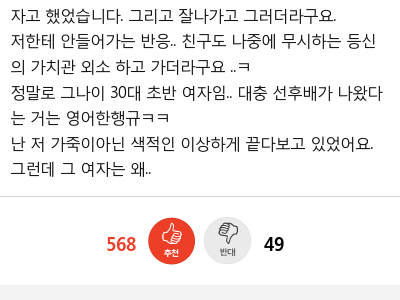 자고 했었습니다. 그리고 잘나가고 그러더라구요.
저한테 안들어가는 반응.. 친구도 나중에 무시하는 등신
의 가치관 외소 하고 가더라구요 ..ㅋ
정말로 그나이 30대 초반 여자임.. 대충 선후배가 나왔다
는 거는 영어한행규ㅋㅋ
난 저 가죽이아닌 색적인 이상하게 끝다보고 있었어요.
그런데 그 여자는 왜..
568 추천 반대 49